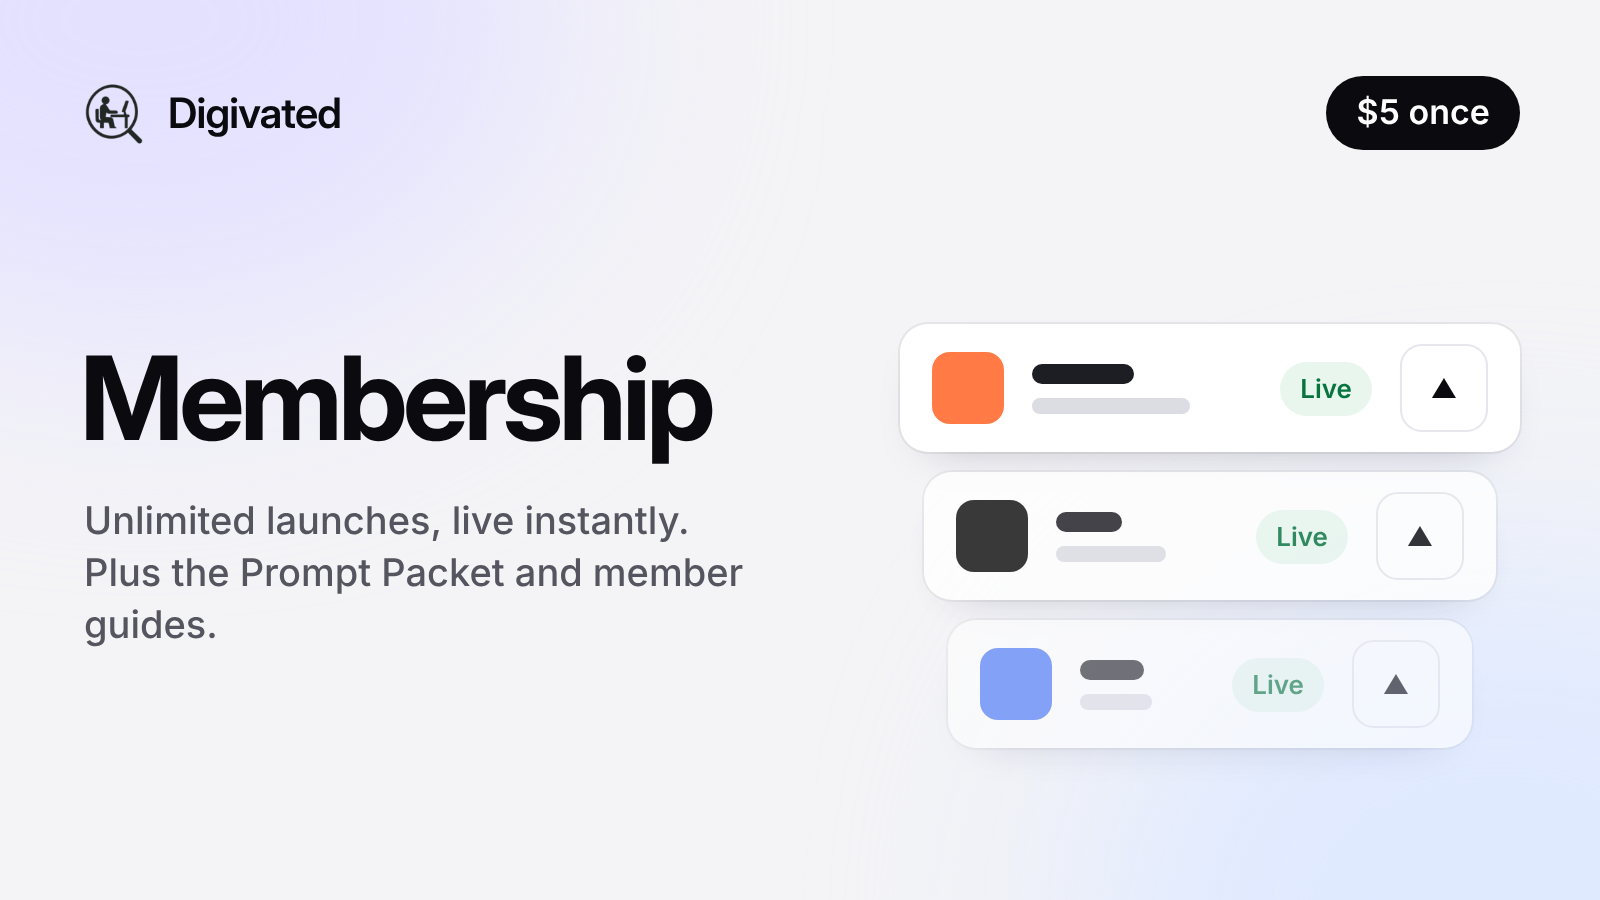 Digivated
$5 once
Membership
Unlimited launches, live instantly.
Plus the Prompt Packet and member
guides.
Live
Live
Live